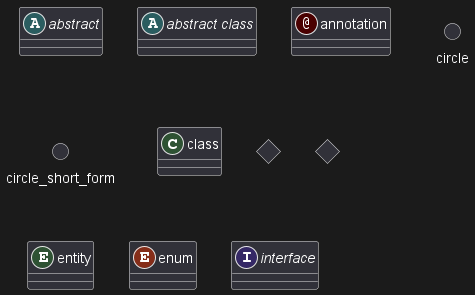 A abstract
A abstract class
@ annotation
circle
circle_short_form
C class
E entity
E enum
I interface